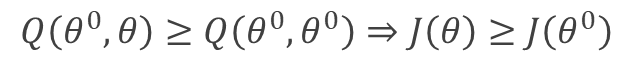 Q(θ⁰, θ) ≥ Q(θ⁰, θ⁰) ⇒ J(θ) ≥ J(θ⁰)